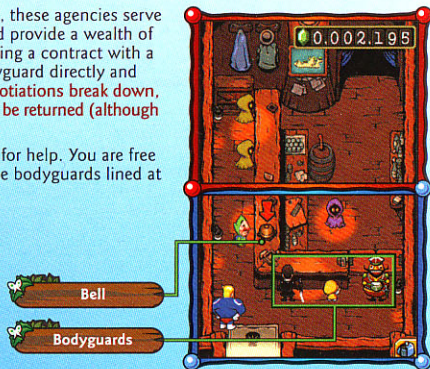 , these agencies serve
d provide a wealth of
ing a contract with a
yguard directly and
otiations break down,
be returned (although
for help. You are free
e bodyguards lined at
0.002.195
Bell
Bodyguards